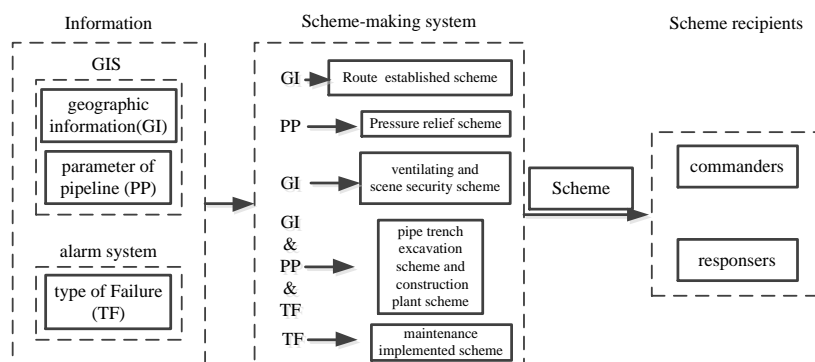 Information
GIS
geographic
information(GI)
parameter of
pipeline (PP)
alarm system
type of Failure
(TF)
Scheme-making system
GI
Route established scheme
PP
Pressure relief scheme
GI
ventilating and
scene security scheme
GI
&
PP
&
TF
pipe trench
excavation
scheme and
construction
plant scheme
TF
maintenance
implemented scheme
Scheme
Scheme recipients
commanders
responsers